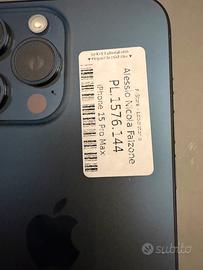 Alessio Nicola Falzone
PL.1576.144
iPhone 15 Pro Max
subito